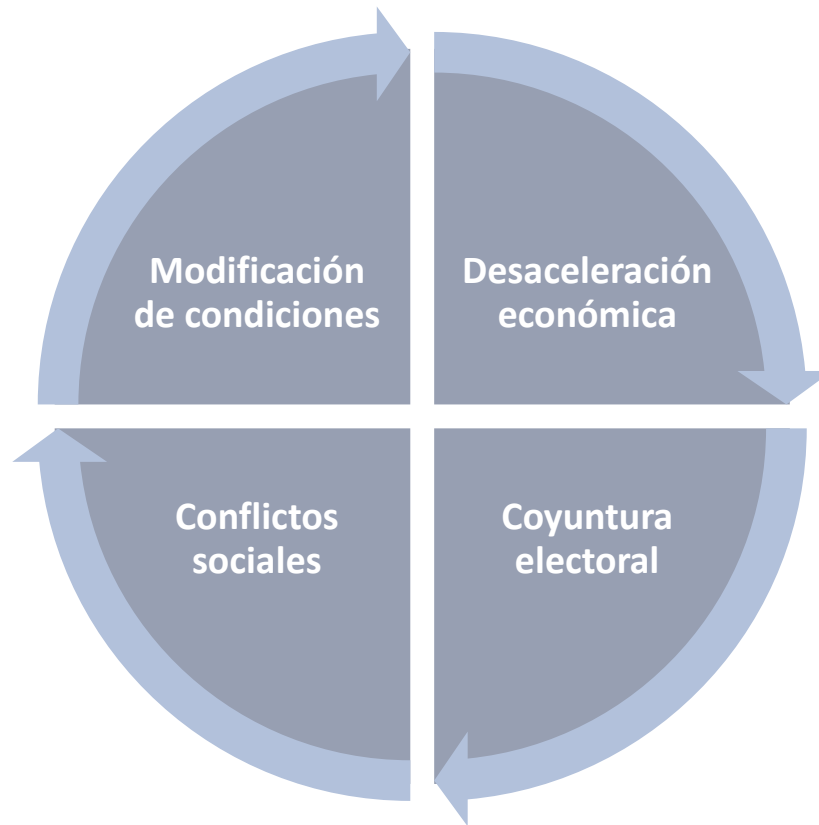 Modificación
de condiciones
Desaceleración
económica
Conflictos
sociales
Coyuntura
electoral